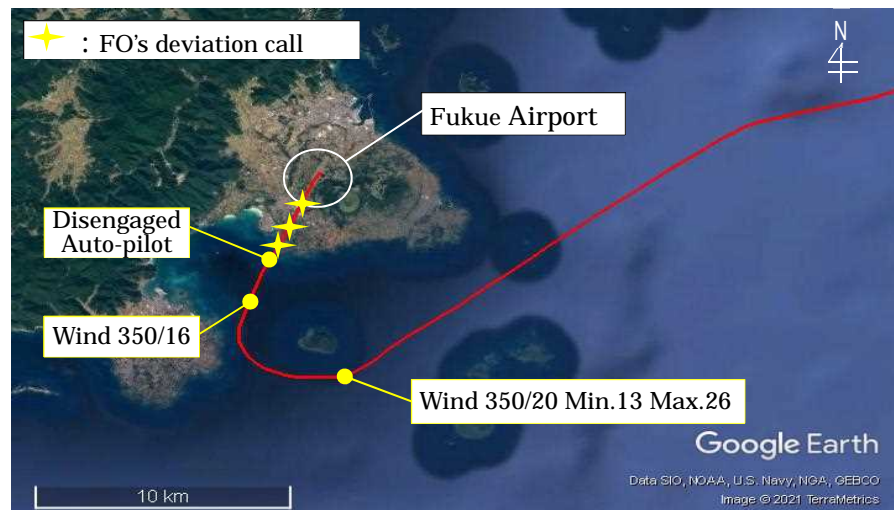 : FO's deviation call
N
Fukue Airport
Disengaged
Auto-pilot
Wind 350/16
Wind 350/20 Min.13 Max.26
Google Earth
10 km
Data SIO, NOAA, U.S. Navy, NGA, GEBCO
Image © 2021 TerraMetrics